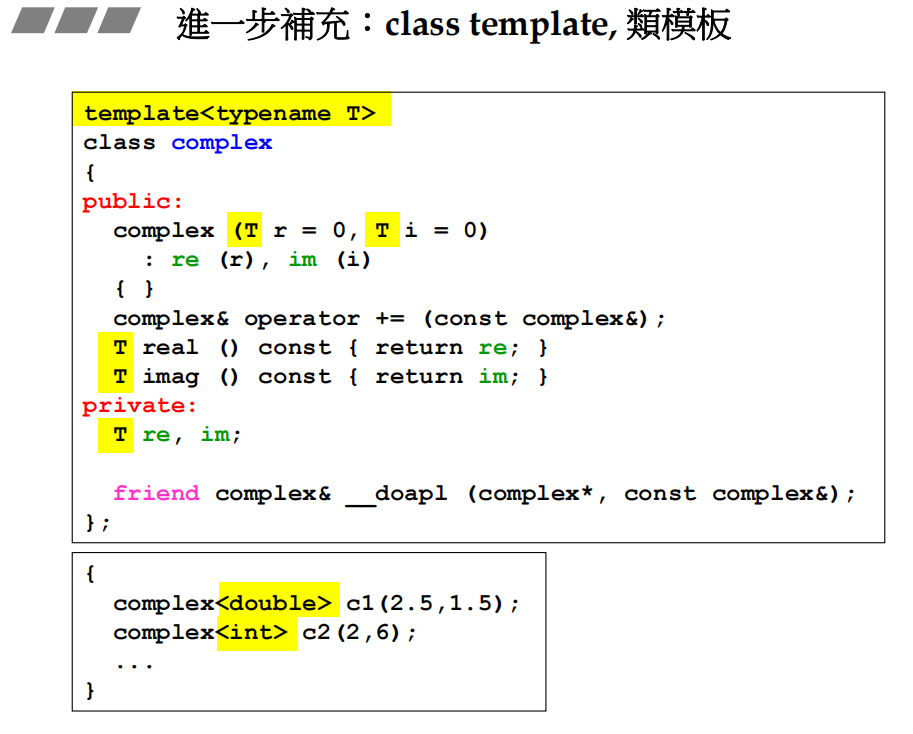 進一步補充：class template, 類模板
template<typename T>
class complex
{
public:
  complex (T r = 0, T i = 0)
    : re (r), im (i)
  { }
  complex& operator += (const complex&);
  T real () const { return re; }
  T imag () const { return im; }
private:
  T re, im;
  friend complex& __doapl (complex*, const complex&);
};
{
  complex<double> c1(2.5,1.5);
  complex<int> c2(2,6);
  ...
}